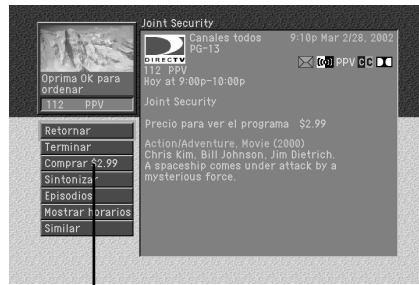 Joint Security
Canales todos 9:10p Mar 2/28, 2002
PG-13
DIRECTV
PPV CC
112 PPV
Hoy at 9:00p-10:00p
Oprima OK para
ordenar
112 PPV
Joint Security
Precio para ver el programa $2.99
Action/Adventure, Movie (2000)
Chris Kim, Bill Johnson, Jim Dietrich.
A spaceship comes under attack by a
mysterious force.
Retornar
Terminar
Comprar $2.99
Sintonizar
Episodios
Mostrar horarios
Similar